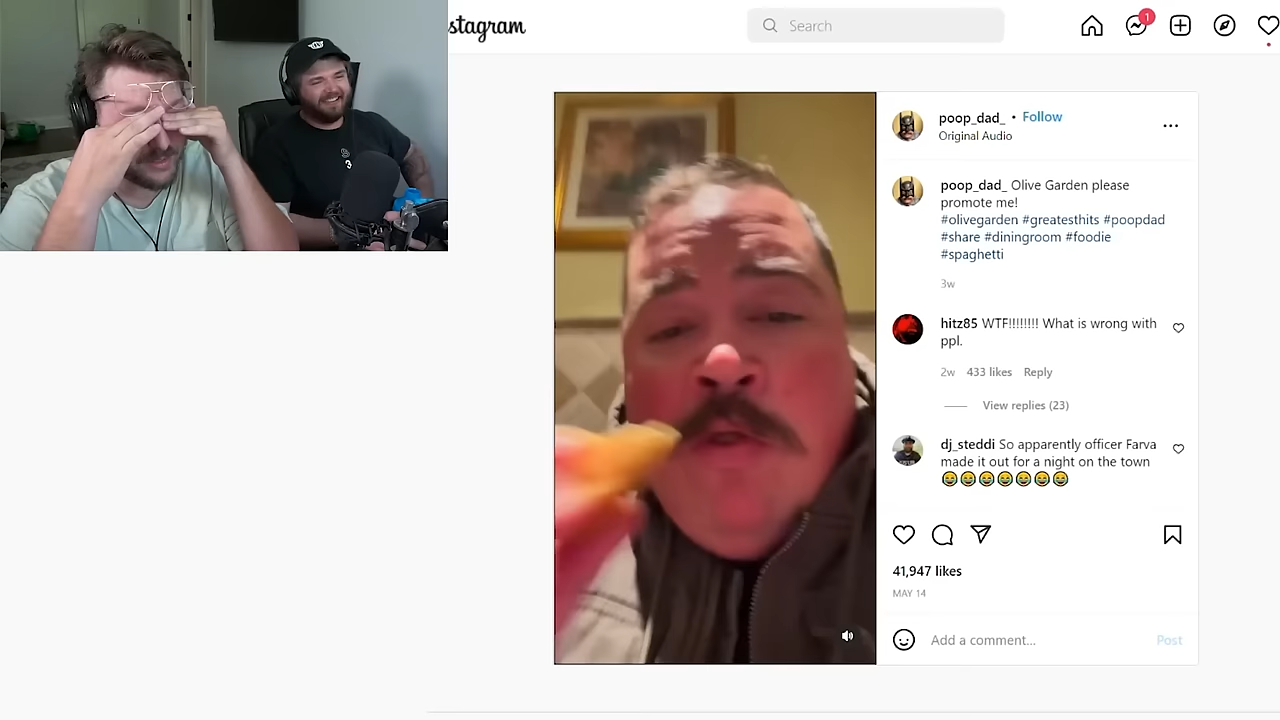 stagram
Search
1
poop_dad_ • Follow
Original Audio
poop_dad_ Olive Garden please
promote me!
#olivegarden #greatesthits #poopdad
#share #diningroom #foodie
#spaghetti
3w
hitz85 WTF!!!!!!!! What is wrong with
ppl.
2w 433 likes Reply
View replies (23)
dj_steddi So apparently officer Farva
made it out for a night on the town
😂😂😂😂😂😂😂
41,947 likes
MAY 14
Add a comment...
Post